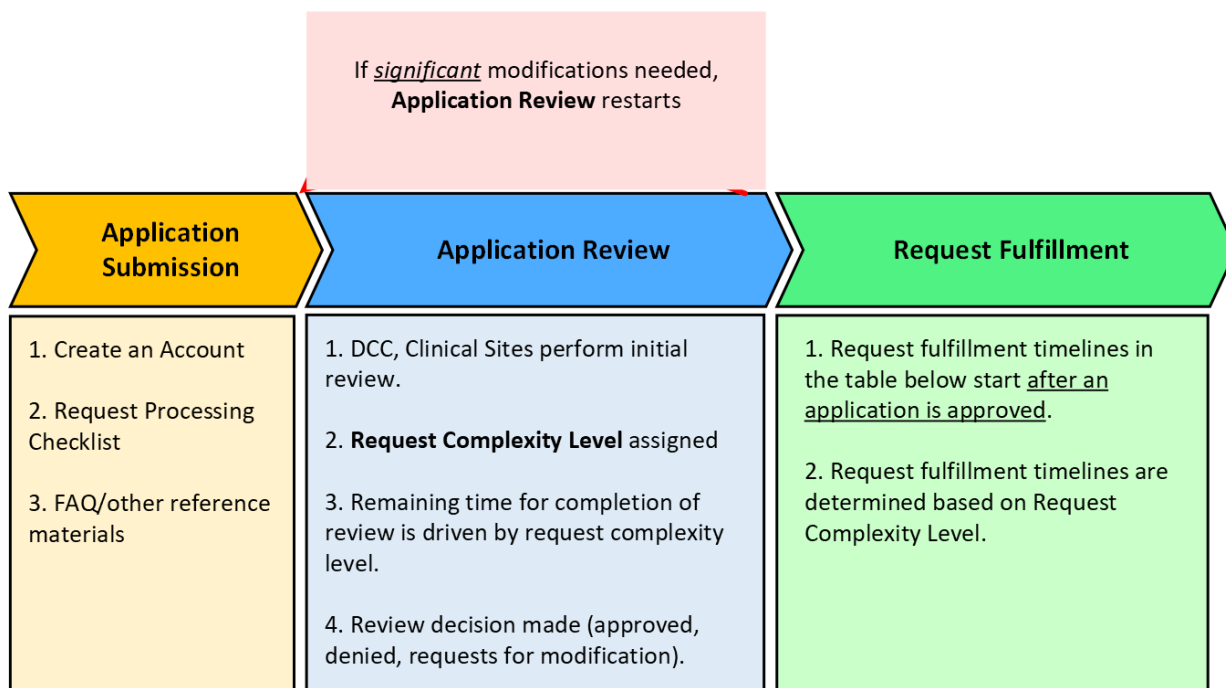 If significant modifications needed,
Application Review restarts
Application
Submission
Application Review
Request Fulfillment
1. Create an Account
2. Request Processing
Checklist
3. FAQ/other reference
materials
1. DCC, Clinical Sites perform initial
review.
2. Request Complexity Level assigned
3. Remaining time for completion of
review is driven by request complexity
level.
4. Review decision made (approved,
denied, requests for modification).
1. Request fulfillment timelines in
the table below start after an
application is approved.
2. Request fulfillment timelines are
determined based on Request
Complexity Level.